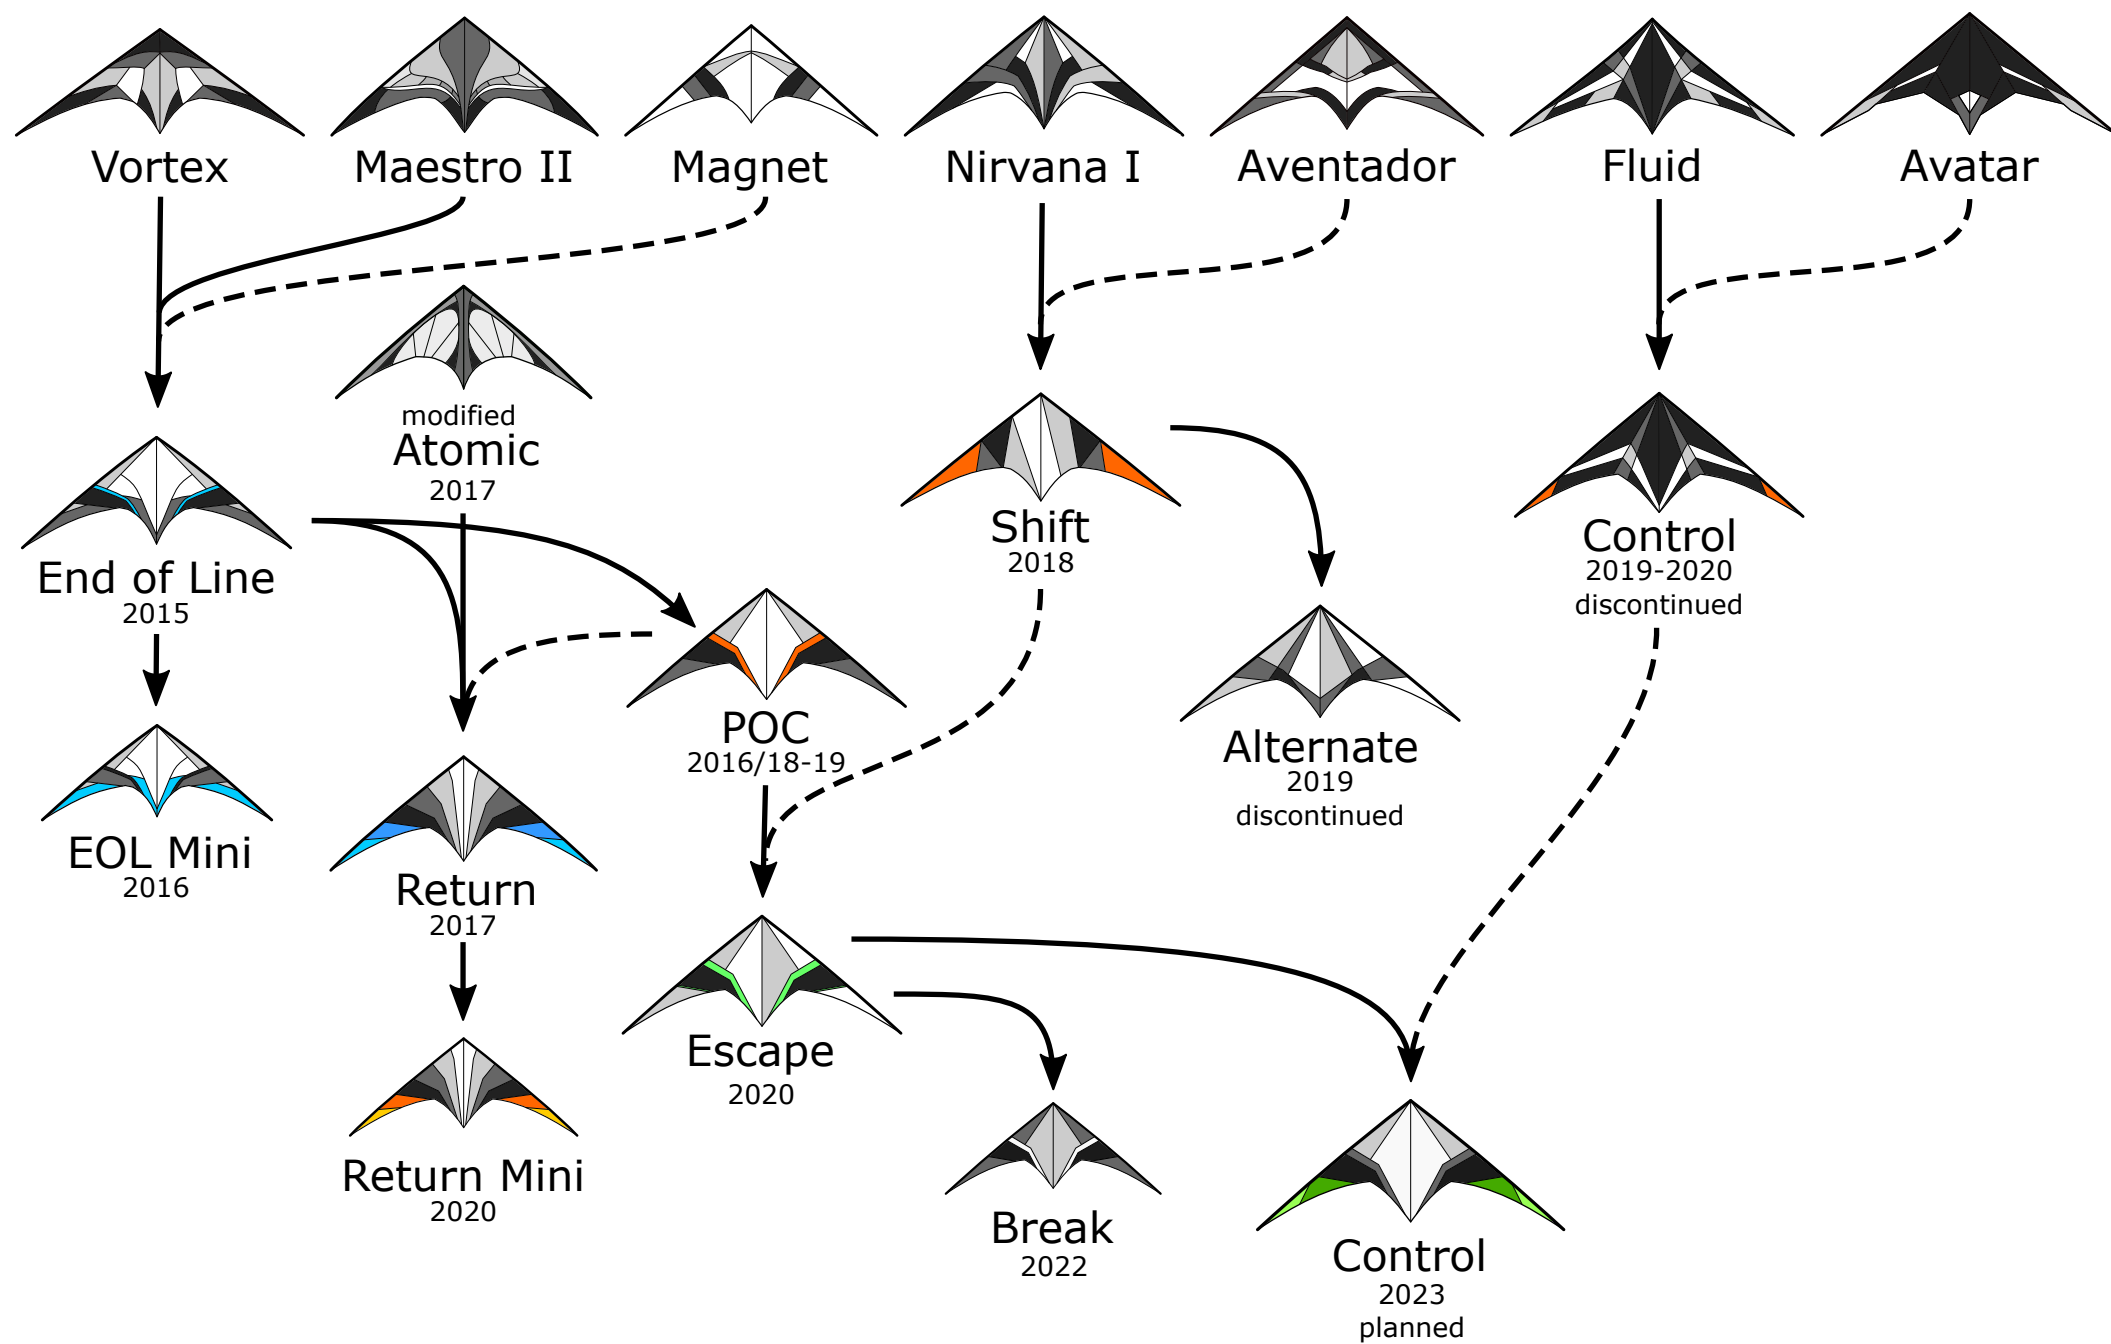 Vortex
Maestro II
Magnet
Nirvana I
Aventador
Fluid
Avatar
modified
Atomic
2017
End of Line
2015
Shift
2018
Control
2019-2020
discontinued
POC
2016/18-19
Alternate
2019
discontinued
EOL Mini
2016
Return
2017
Escape
2020
Return Mini
2020
Break
2022
Control
2023
planned